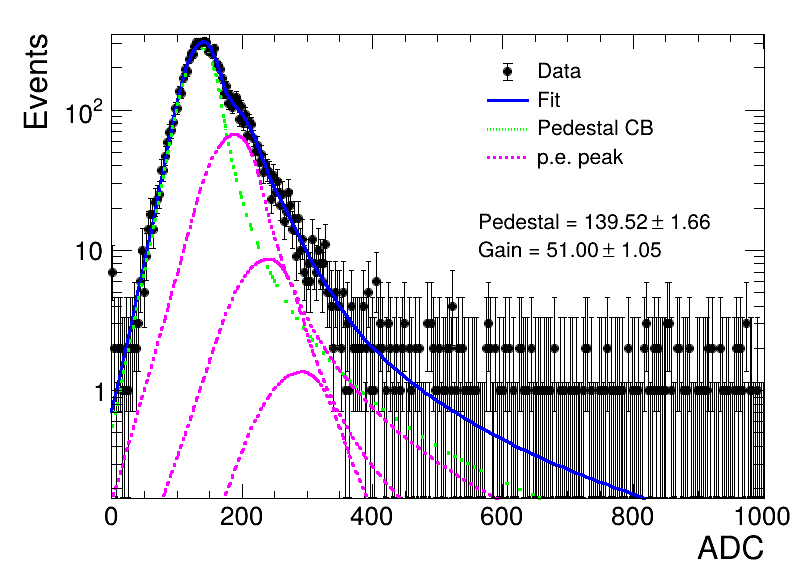 Events
10²
10
1
Data
Fit
Pedestal CB
p.e. peak
Pedestal = 139.52 ± 1.66
Gain = 51.00 ± 1.05
0 200 400 600 800 1000
ADC